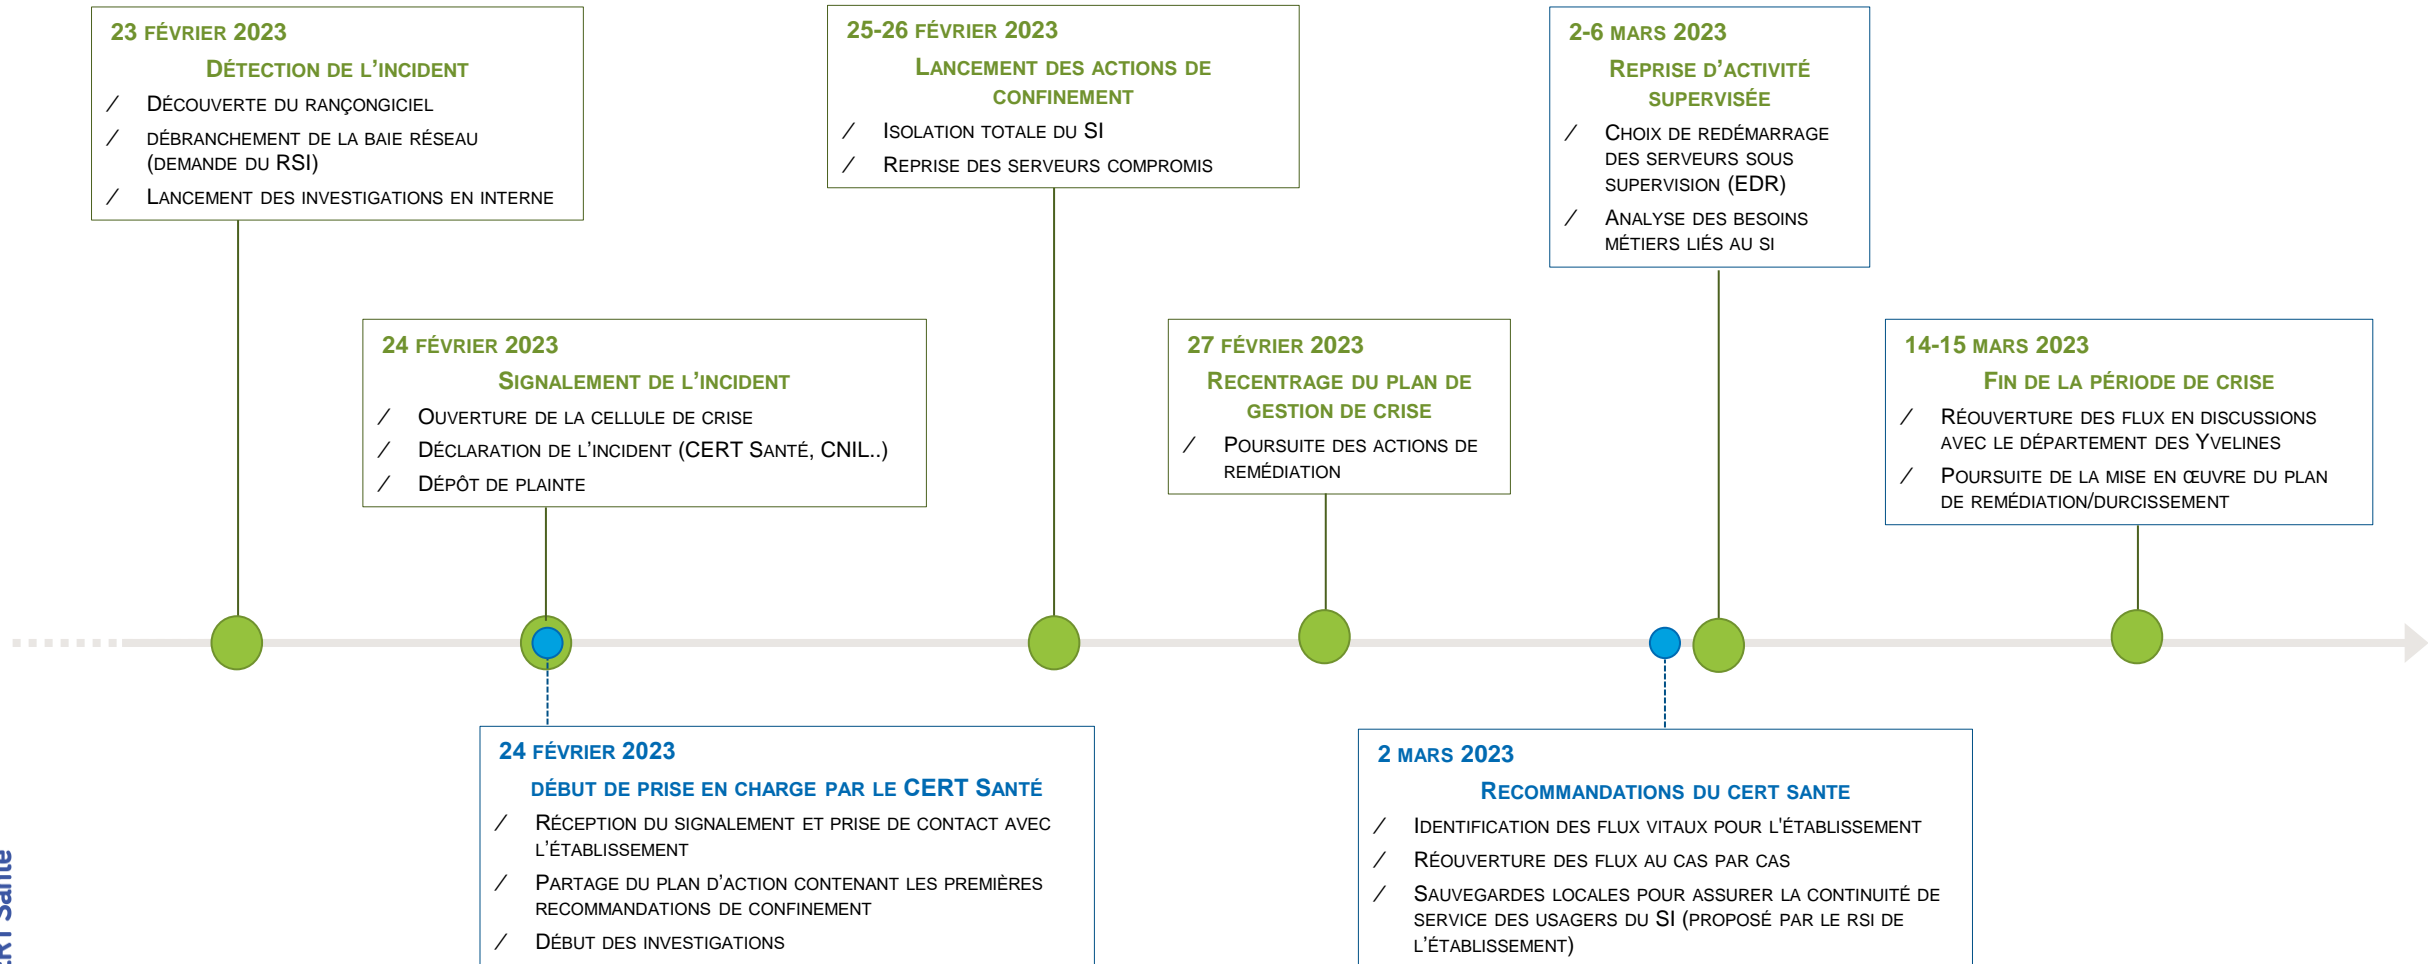 23 février 2023
Détection de l’incident
/ Découverte du rançongiciel
/ débranchement de la baie réseau
(demande du RSI)
/ Lancement des investigations en interne
25-26 février 2023
Lancement des actions de
confinement
/ Isolation totale du SI
/ Reprise des serveurs compromis
2-6 mars 2023
Reprise d’activité
supervisée
/ Choix de redémarrage
des serveurs sous
supervision (EDR)
/ Analyse des besoins
métiers liés au si
24 février 2023
Signalement de l’incident
/ Ouverture de la cellule de crise
/ Déclaration de l’incident (CERT Santé, CNIL..)
/ Dépôt de plainte
27 février 2023
Recentrage du plan de
gestion de crise
/ Poursuite des actions de
remédiation
14-15 mars 2023
Fin de la période de crise
/ Réouverture des flux en discussions
avec le département des Yvelines
/ Poursuite de la mise en œuvre du plan
de remédiation/durcissement
24 février 2023
début de prise en charge par le CERT Santé
/ Réception du signalement et prise de contact avec
l’établissement
/ Partage du plan d’action contenant les premières
recommandations de confinement
/ Début des investigations
2 mars 2023
Recommandations du cert sante
/ Identification des flux vitaux pour l'établissement
/ Réouverture des flux au cas par cas
/ Sauvegardes locales pour assurer la continuité de
service des usagers du SI (proposé par le rsi de
l’établissement)
Santé